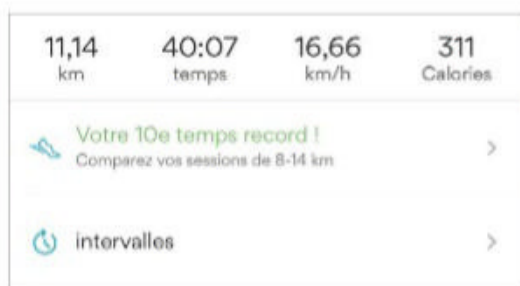 11,14 40:07 16,66 311
km temps km/h Calories
Votre 10e temps record !
Comparez vos sessions de 8-14 km
intervalles